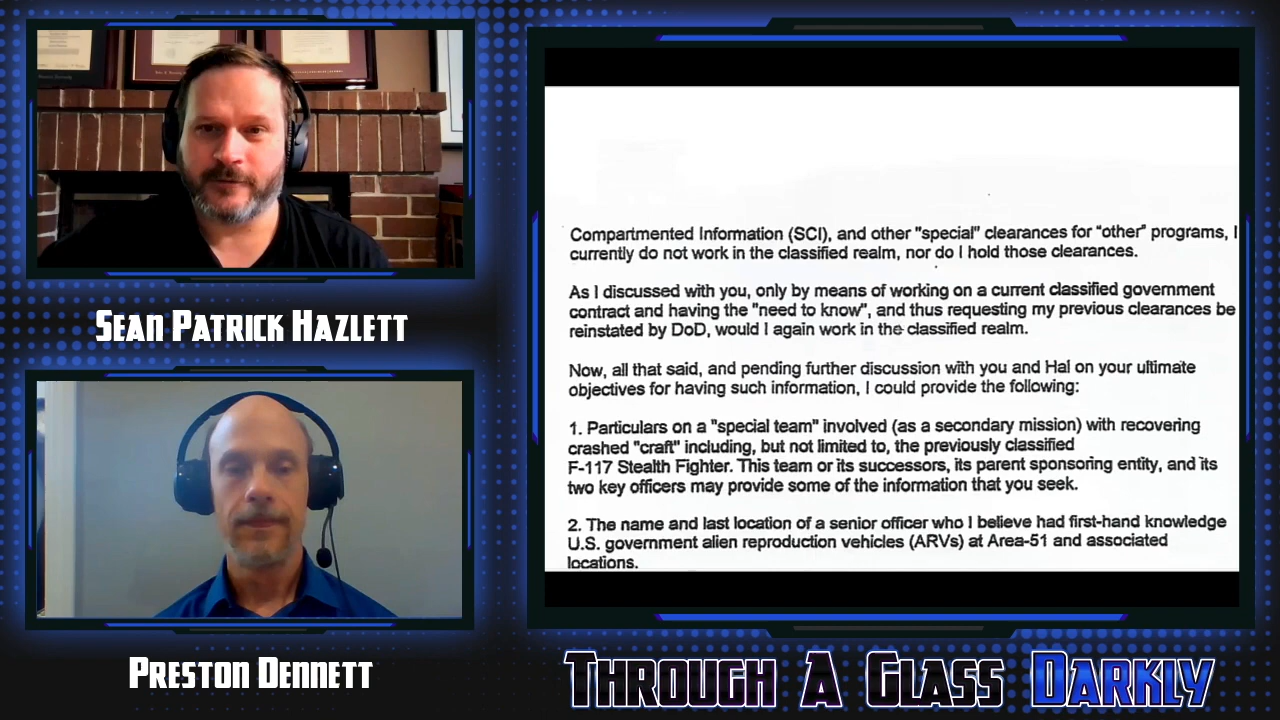 SEAN PATRICK HAZLETT
PRESTON DENNETT
Compartmented Information (SCI), and other "special" clearances for "other" programs, I
currently do not work in the classified realm, nor do I hold those clearances.
As I discussed with you, only by means of working on a current classified government
contract and having the "need to know", and thus requesting my previous clearances be
reinstated by DoD, would I again work in the classified realm.
Now, all that said, and pending further discussion with you and Hal on your ultimate
objectives for having such information, I could provide the following:
1. Particulars on a "special team" involved (as a secondary mission) with recovering
crashed "craft" including, but not limited to, the previously classified
F-117 Stealth Fighter. This team or its successors, its parent sponsoring entity, and its
two key officers may provide some of the information that you seek.
2. The name and last location of a senior officer who I believe had first-hand knowledge
U.S. government alien reproduction vehicles (ARVs) at Area-51 and associated
locations.
THROUGH A GLASS DARKLY